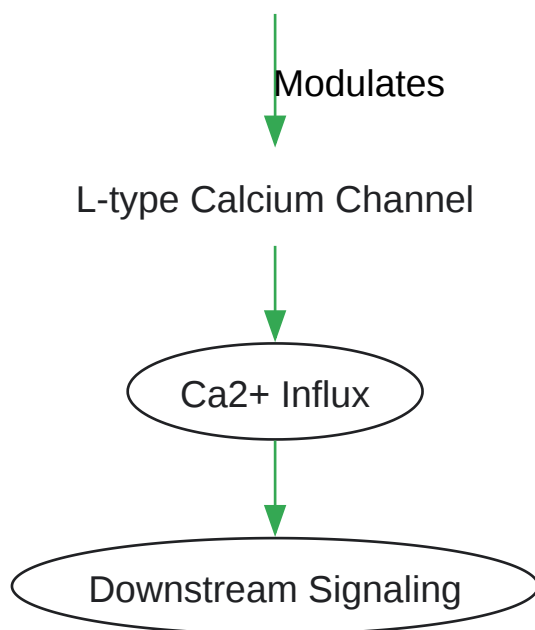 Modulates
L-type Calcium Channel
Ca2+ Influx
Downstream Signaling